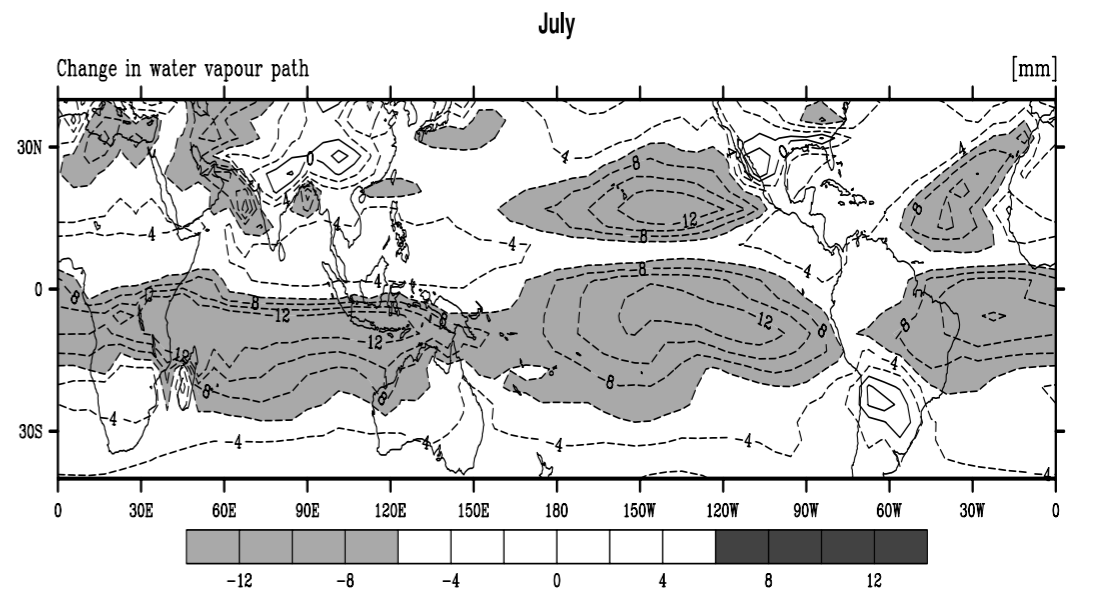 July
Change in water vapour path [mm]
30N
0
30S
0 30E 60E 90E 120E 150E 180 150W 120W 90W 60W 30W 0
-12 -8 -4 0 4 8 12